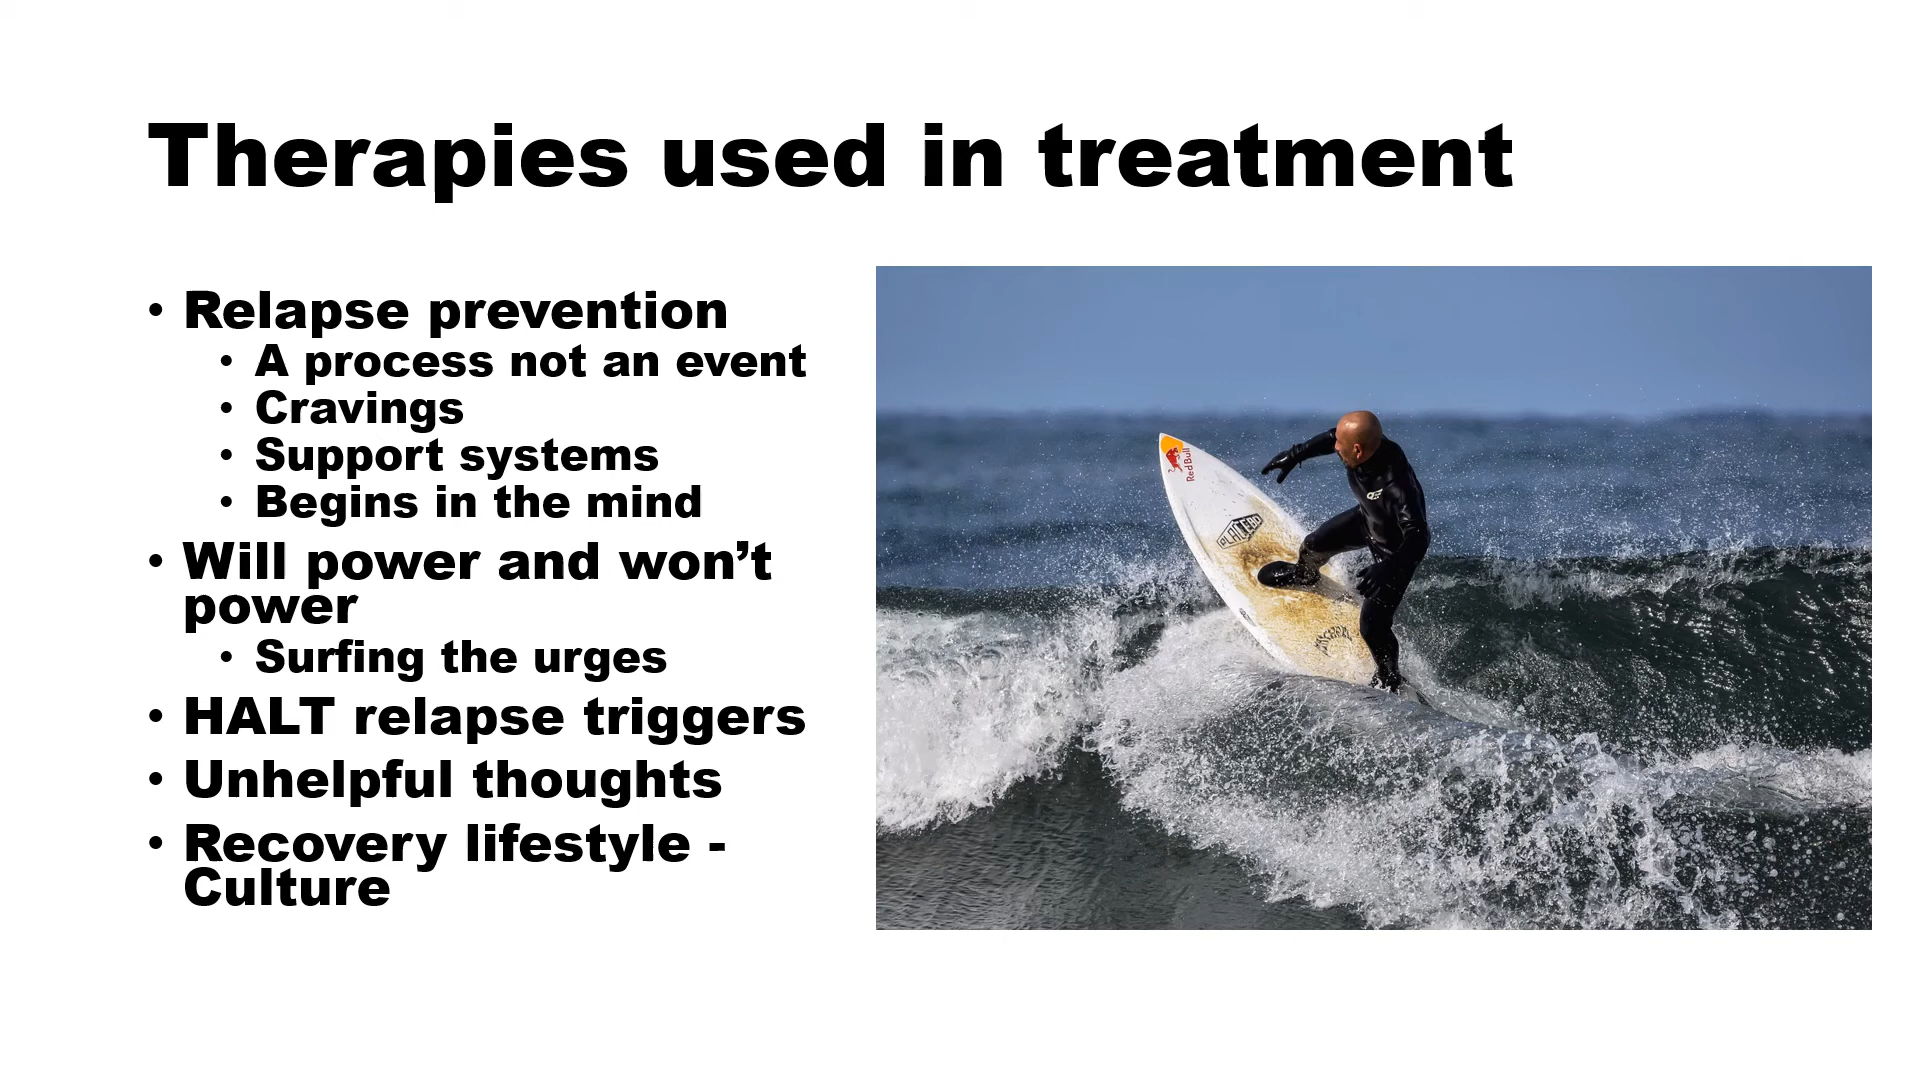 Therapies used in treatment
• Relapse prevention
• A process not an event
• Cravings
• Support systems
• Begins in the mind
• Will power and won’t
power
• Surfing the urges
• HALT relapse triggers
• Unhelpful thoughts
• Recovery lifestyle -
Culture
Red Bull
PLACEBO